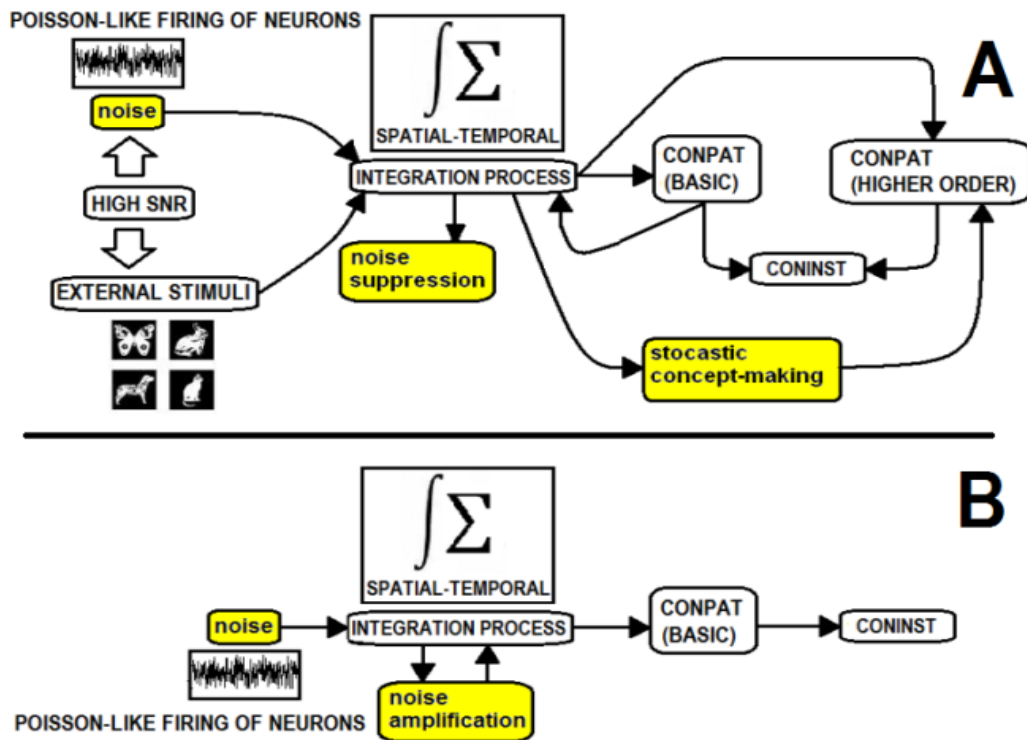 POISSON-LIKE FIRING OF NEURONS
A
noise
∫ Σ
SPATIAL-TEMPORAL
INTEGRATION PROCESS
CONPAT
(BASIC)
CONPAT
(HIGHER ORDER)
HIGH SNR
noise
suppression
CONINST
EXTERNAL STIMULI
stocastic
concept-making
B
∫ Σ
SPATIAL-TEMPORAL
noise
INTEGRATION PROCESS
CONPAT
(BASIC)
CONINST
noise
amplification
POISSON-LIKE FIRING OF NEURONS